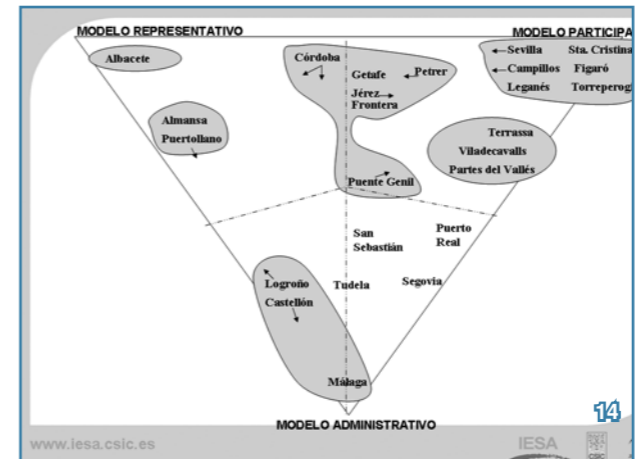 MODELO REPRESENTATIVO
MODELO PARTICIPA
Albacete
Córdoba
Getafe
Petrer
Jérez
Frontera
Sevilla Sta. Cristina
Campillos Figaró
Leganés Torreperog
Almansa
Puertollano
Terrassa
Viladecavalls
Partes del Vallés
Puente Genil
San
Sebastián
Puerto
Real
Logroño
Castellón
Tudela
Segovia
Málaga
MODELO ADMINISTRATIVO
14
www.iesa.csic.es
IESA
CSIC